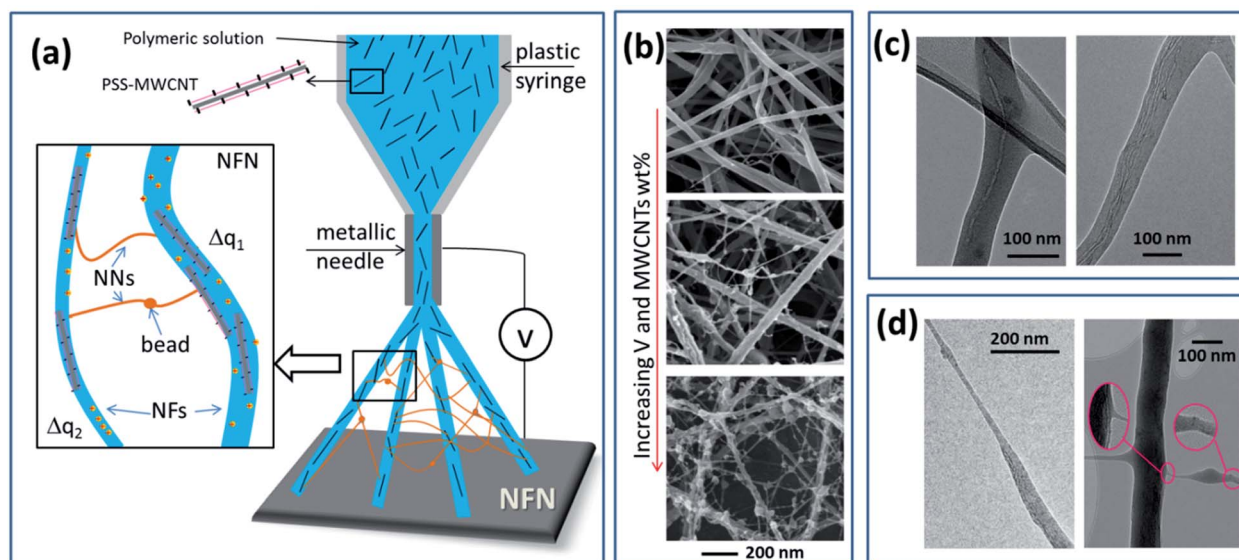 (a)
Polymeric solution
PSS-MWCNT
plastic
syringe
NFN
Δq1
NNs
bead
NFs
Δq2
metallic
needle
V
NFN
(b)
Increasing V and MWCNTs wt%
200 nm
(c)
100 nm
100 nm
(d)
200 nm
100 nm